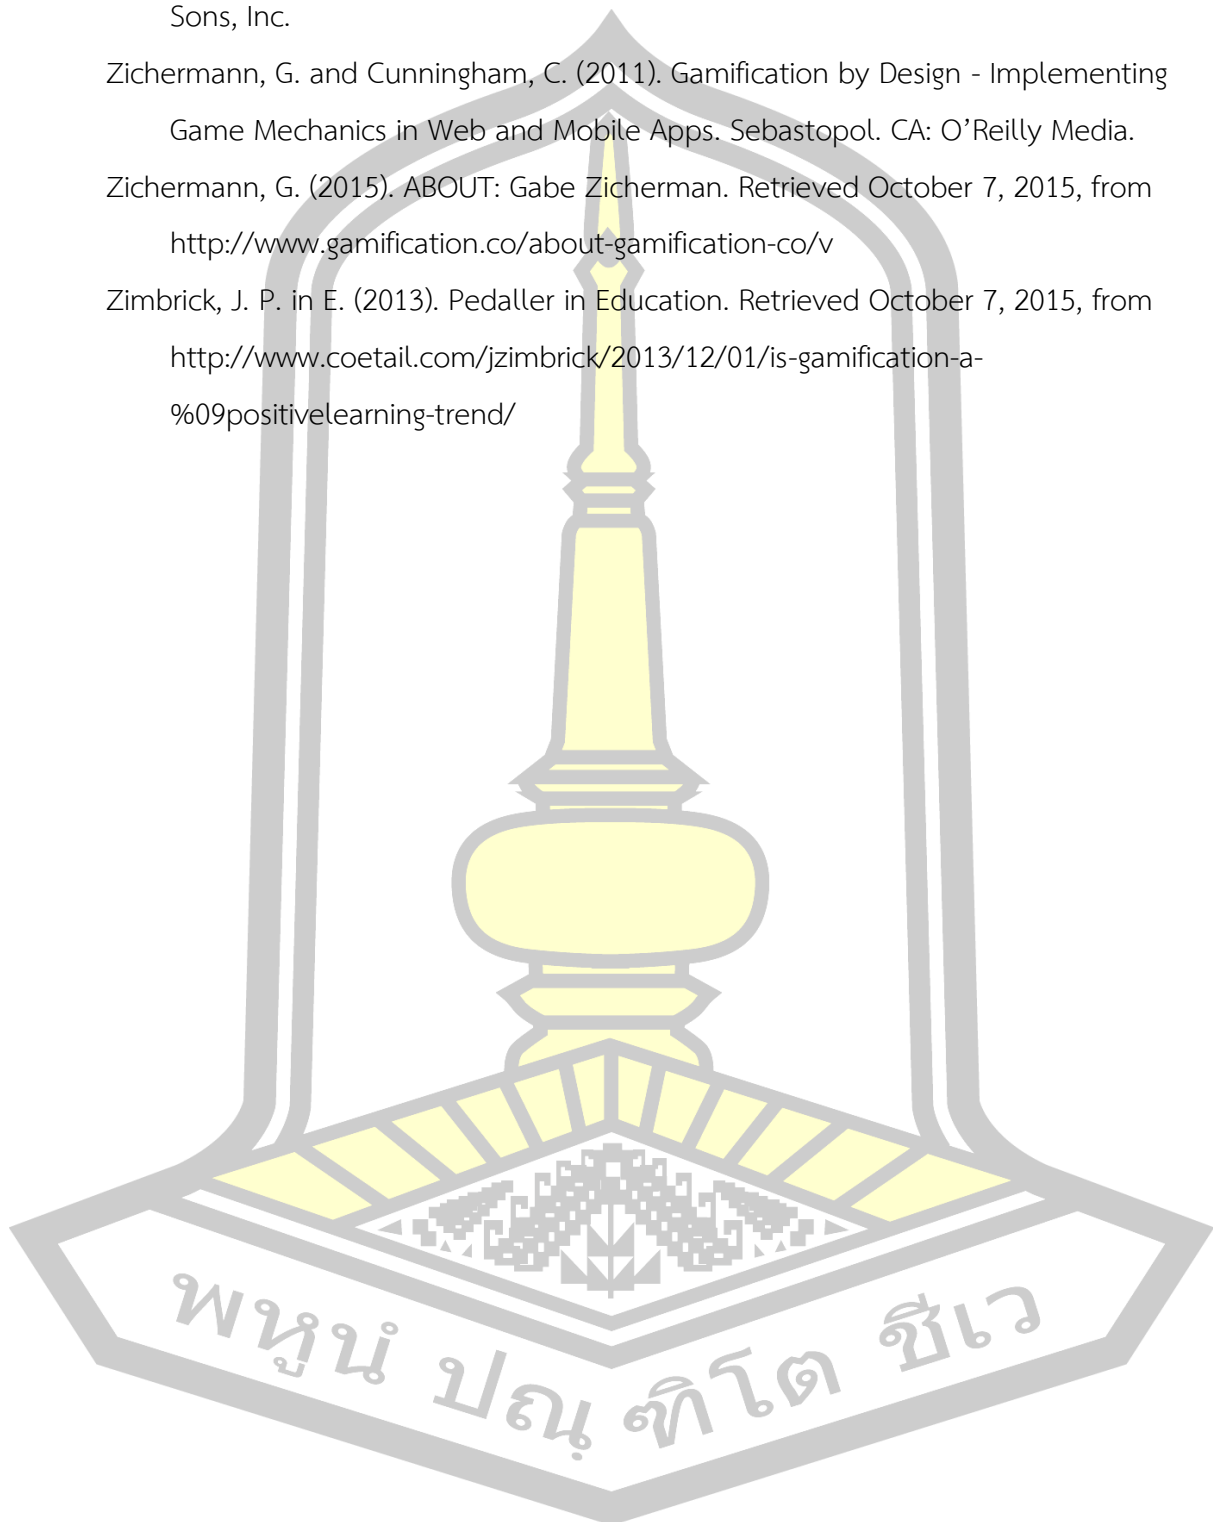 Sons, Inc.
Zichermann, G. and Cunningham, C. (2011). Gamification by Design - Implementing
Game Mechanics in Web and Mobile Apps. Sebastopol. CA: O’Reilly Media.
Zichermann, G. (2015). ABOUT: Gabe Zicherman. Retrieved October 7, 2015, from
http://www.gamification.co/about-gamification-co/v
Zimbrick, J. P. in E. (2013). Pedaller in Education. Retrieved October 7, 2015, from
http://www.coetail.com/jzimbrick/2013/12/01/is-gamification-a-
%09positivelearning-trend/
พหูนํ ปณฺ ฑิโต ชีเว